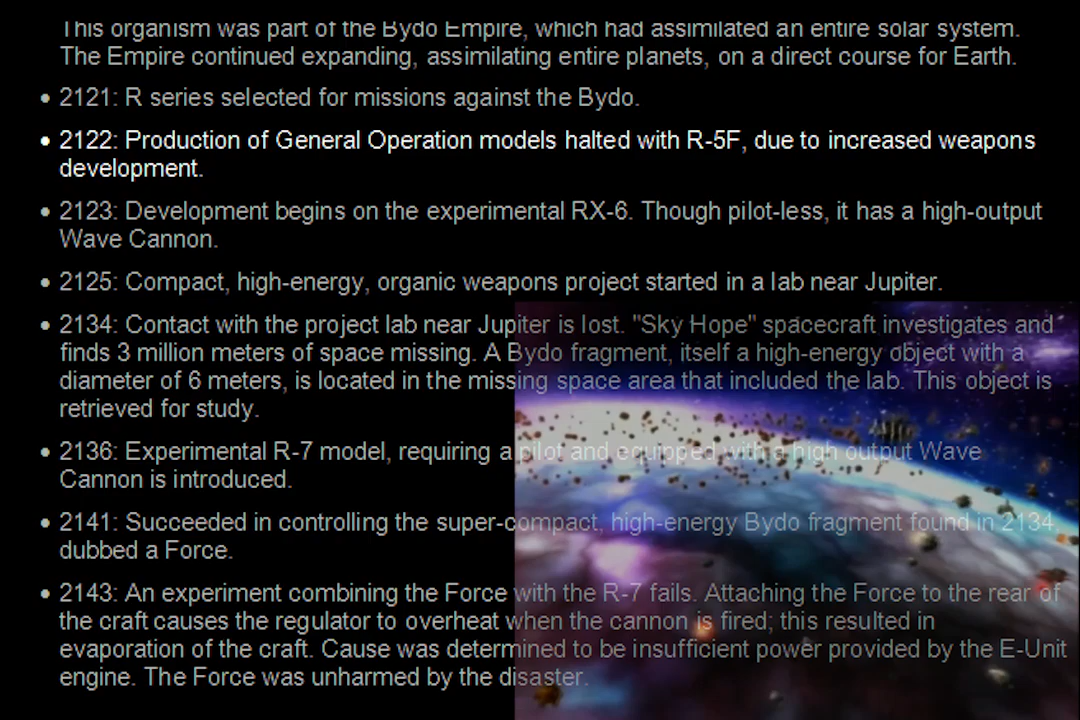 This organism was part of the Bydo Empire, which had assimilated an entire solar system.
The Empire continued expanding, assimilating entire planets, on a direct course for Earth.
• 2121: R series selected for missions against the Bydo.
• 2122: Production of General Operation models halted with R-5F, due to increased weapons
development.
• 2123: Development begins on the experimental RX-6. Though pilot-less, it has a high-output
Wave Cannon.
• 2125: Compact, high-energy, organic weapons project started in a lab near Jupiter.
• 2134: Contact with the project lab near Jupiter is lost. "Sky Hope" spacecraft investigates and
finds 3 million meters of space missing. A Bydo fragment, itself a high-energy object with a
diameter of 6 meters, is located in the missing space area that included the lab. This object is
retrieved for study.
• 2136: Experimental R-7 model, requiring a pilot and equipped with a high output Wave
Cannon is introduced.
• 2141: Succeeded in controlling the super-compact, high-energy Bydo fragment found in 2134,
dubbed a Force.
• 2143: An experiment combining the Force with the R-7 fails. Attaching the Force to the rear of
the craft causes the regulator to overheat when the cannon is fired; this resulted in
evaporation of the craft. Cause was determined to be insufficient power provided by the E-Unit
engine. The Force was unharmed by the disaster.